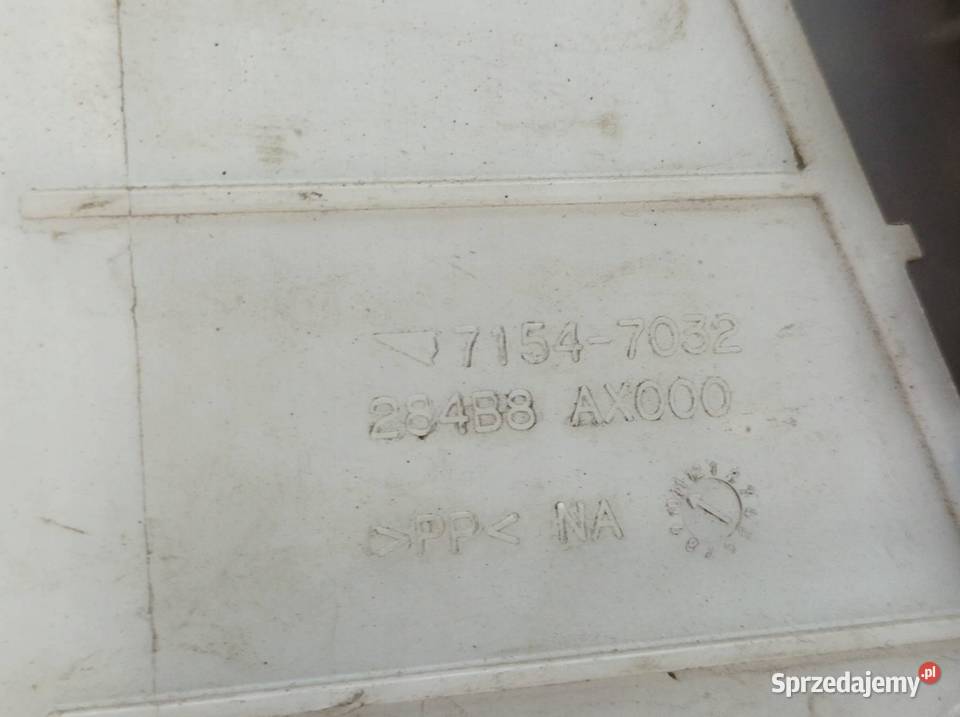 7154-7032
284B8 AX000
>PP< NA
Sprzedajemy.pl